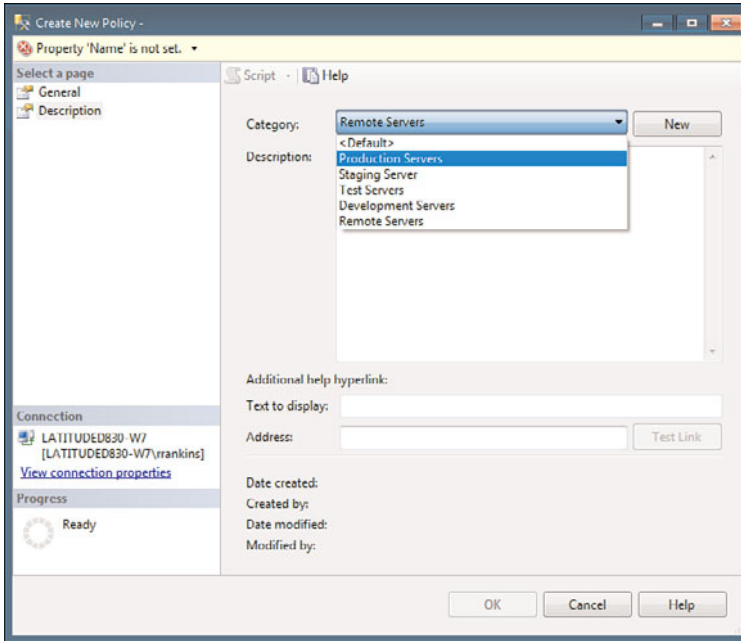 Create New Policy -
Property 'Name' is not set.
Select a page
General
Description
Script
Help
Category:
Remote Servers
New
<Default>
Production Servers
Staging Server
Test Servers
Development Servers
Remote Servers
Description:
Additional help hyperlink:
Text to display:
Address:
Test Link
Connection
LATITUDED830-W7
[LATITUDED830-W7\rrankins]
View connection properties
Progress
Ready
Date created:
Created by:
Date modified:
Modified by:
OK
Cancel
Help